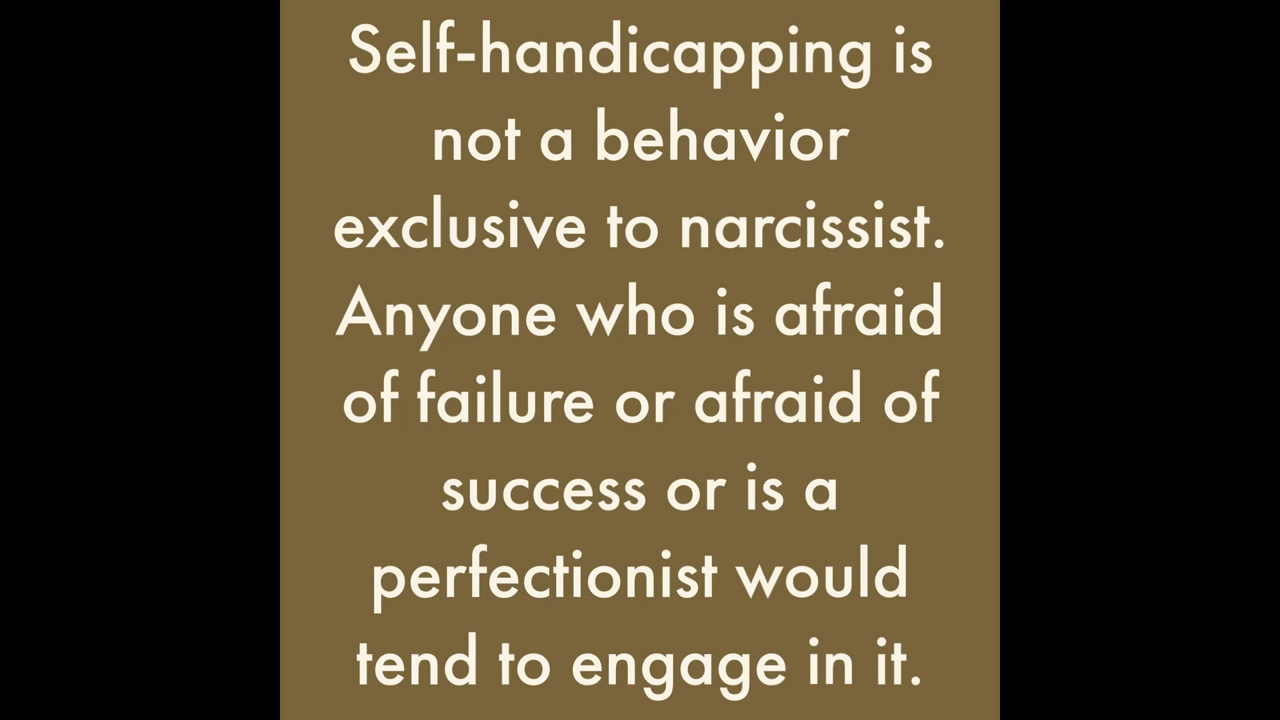 Self-handicapping is
not a behavior
exclusive to narcissist.
Anyone who is afraid
of failure or afraid of
success or is a
perfectionist would
tend to engage in it.